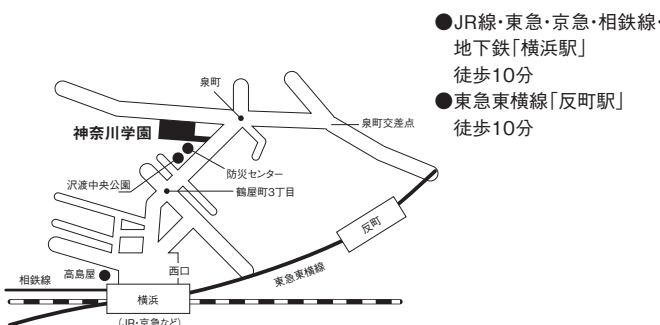 ●JR線・東急・京急・相鉄線・
地下鉄「横浜駅」
徒歩10分
●東急東横線「反町駅」
徒歩10分
泉町
泉町交差点
神奈川学園
防災センター
沢渡中央公園
鶴屋町3丁目
反町
東急東横線
西口
高島屋
相鉄線
横浜
(JR・京急など)